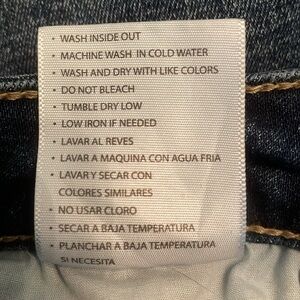 • WASH INSIDE OUT
• MACHINE WASH IN COLD WATER
• WASH AND DRY WITH LIKE COLORS
• DO NOT BLEACH
• TUMBLE DRY LOW
• LOW IRON IF NEEDED
• LAVAR AL REVES
• LAVAR A MAQUINA CON AGUA FRIA
• LAVAR Y SECAR CON
COLORES SIMILARES
• NO USAR CLORO
• SECAR A BAJA TEMPERATURA
• PLANCHAR A BAJA TEMPERATURA
SI NECESITA